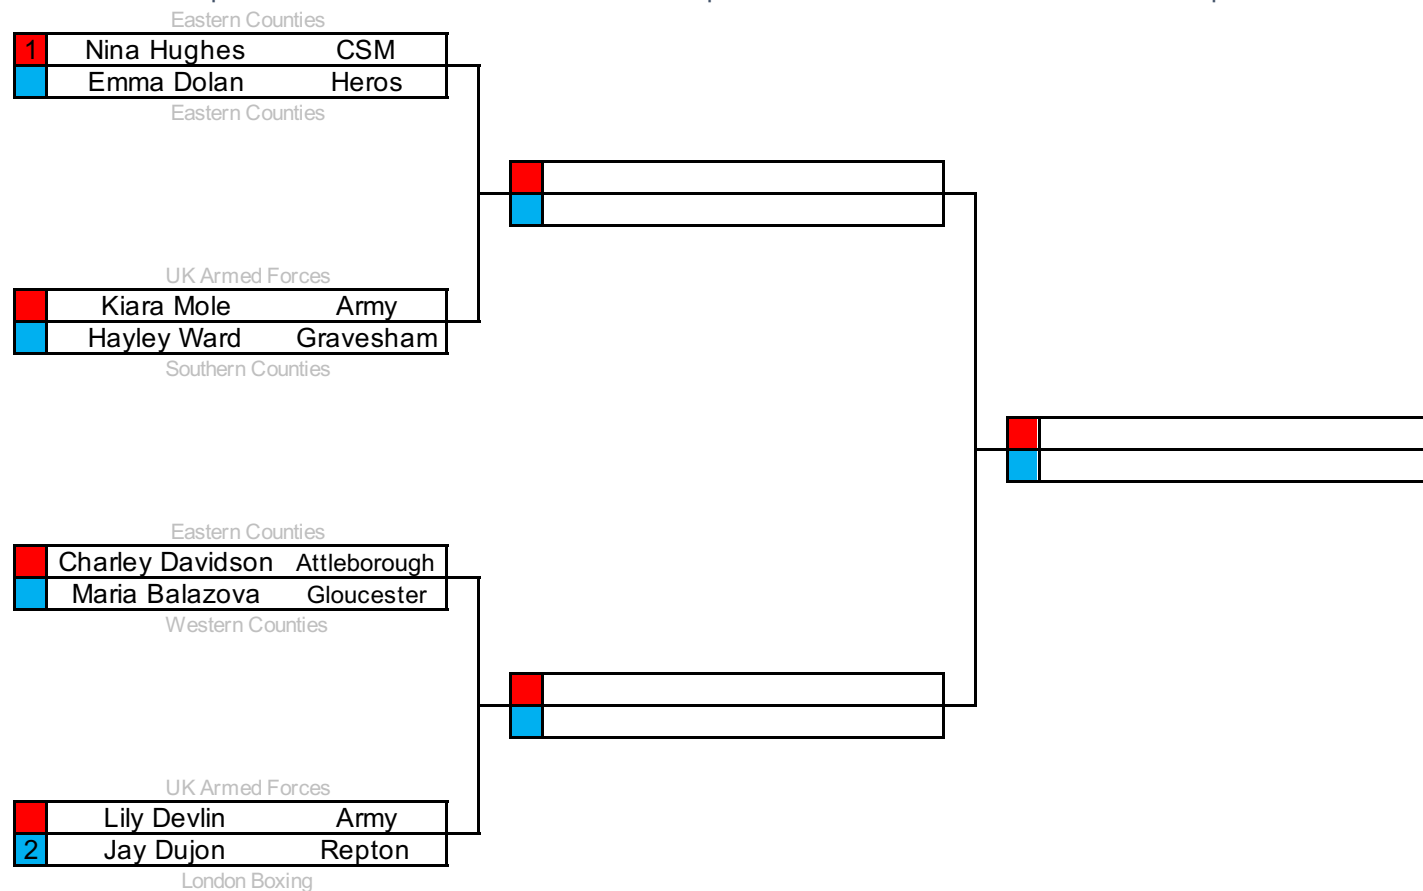 Eastern Counties
1 Nina Hughes CSM
Emma Dolan Heros
Eastern Counties
UK Armed Forces
Kiara Mole Army
Hayley Ward Gravesham
Southern Counties
Eastern Counties
Charley Davidson Attleborough
Maria Balazova Gloucester
Western Counties
UK Armed Forces
Lily Devlin Army
2 Jay Dujon Repton
London Boxing